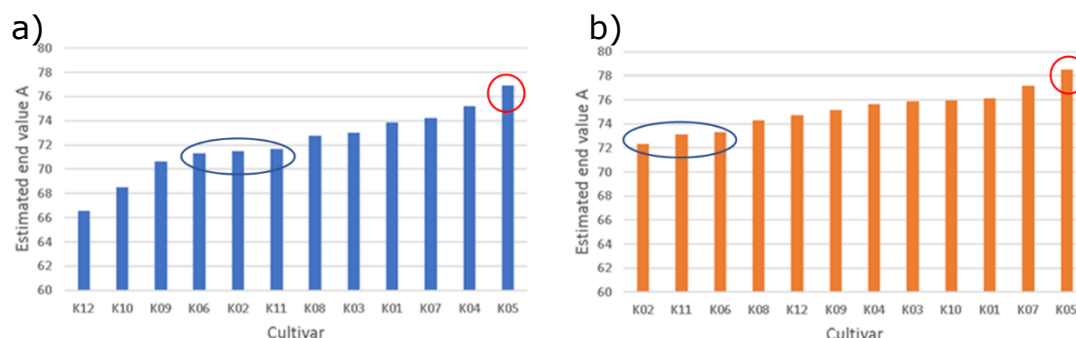 a)
80
78
76
74
72
70
68
66
64
62
60
Estimated end value A
K12 K10 K09 K06 K02 K11 K08 K03 K01 K07 K04 K05
Cultivar
b)
80
78
76
74
72
70
68
66
64
62
60
Estimated end value A
K02 K11 K06 K08 K12 K09 K04 K03 K10 K01 K07 K05
Cultivar